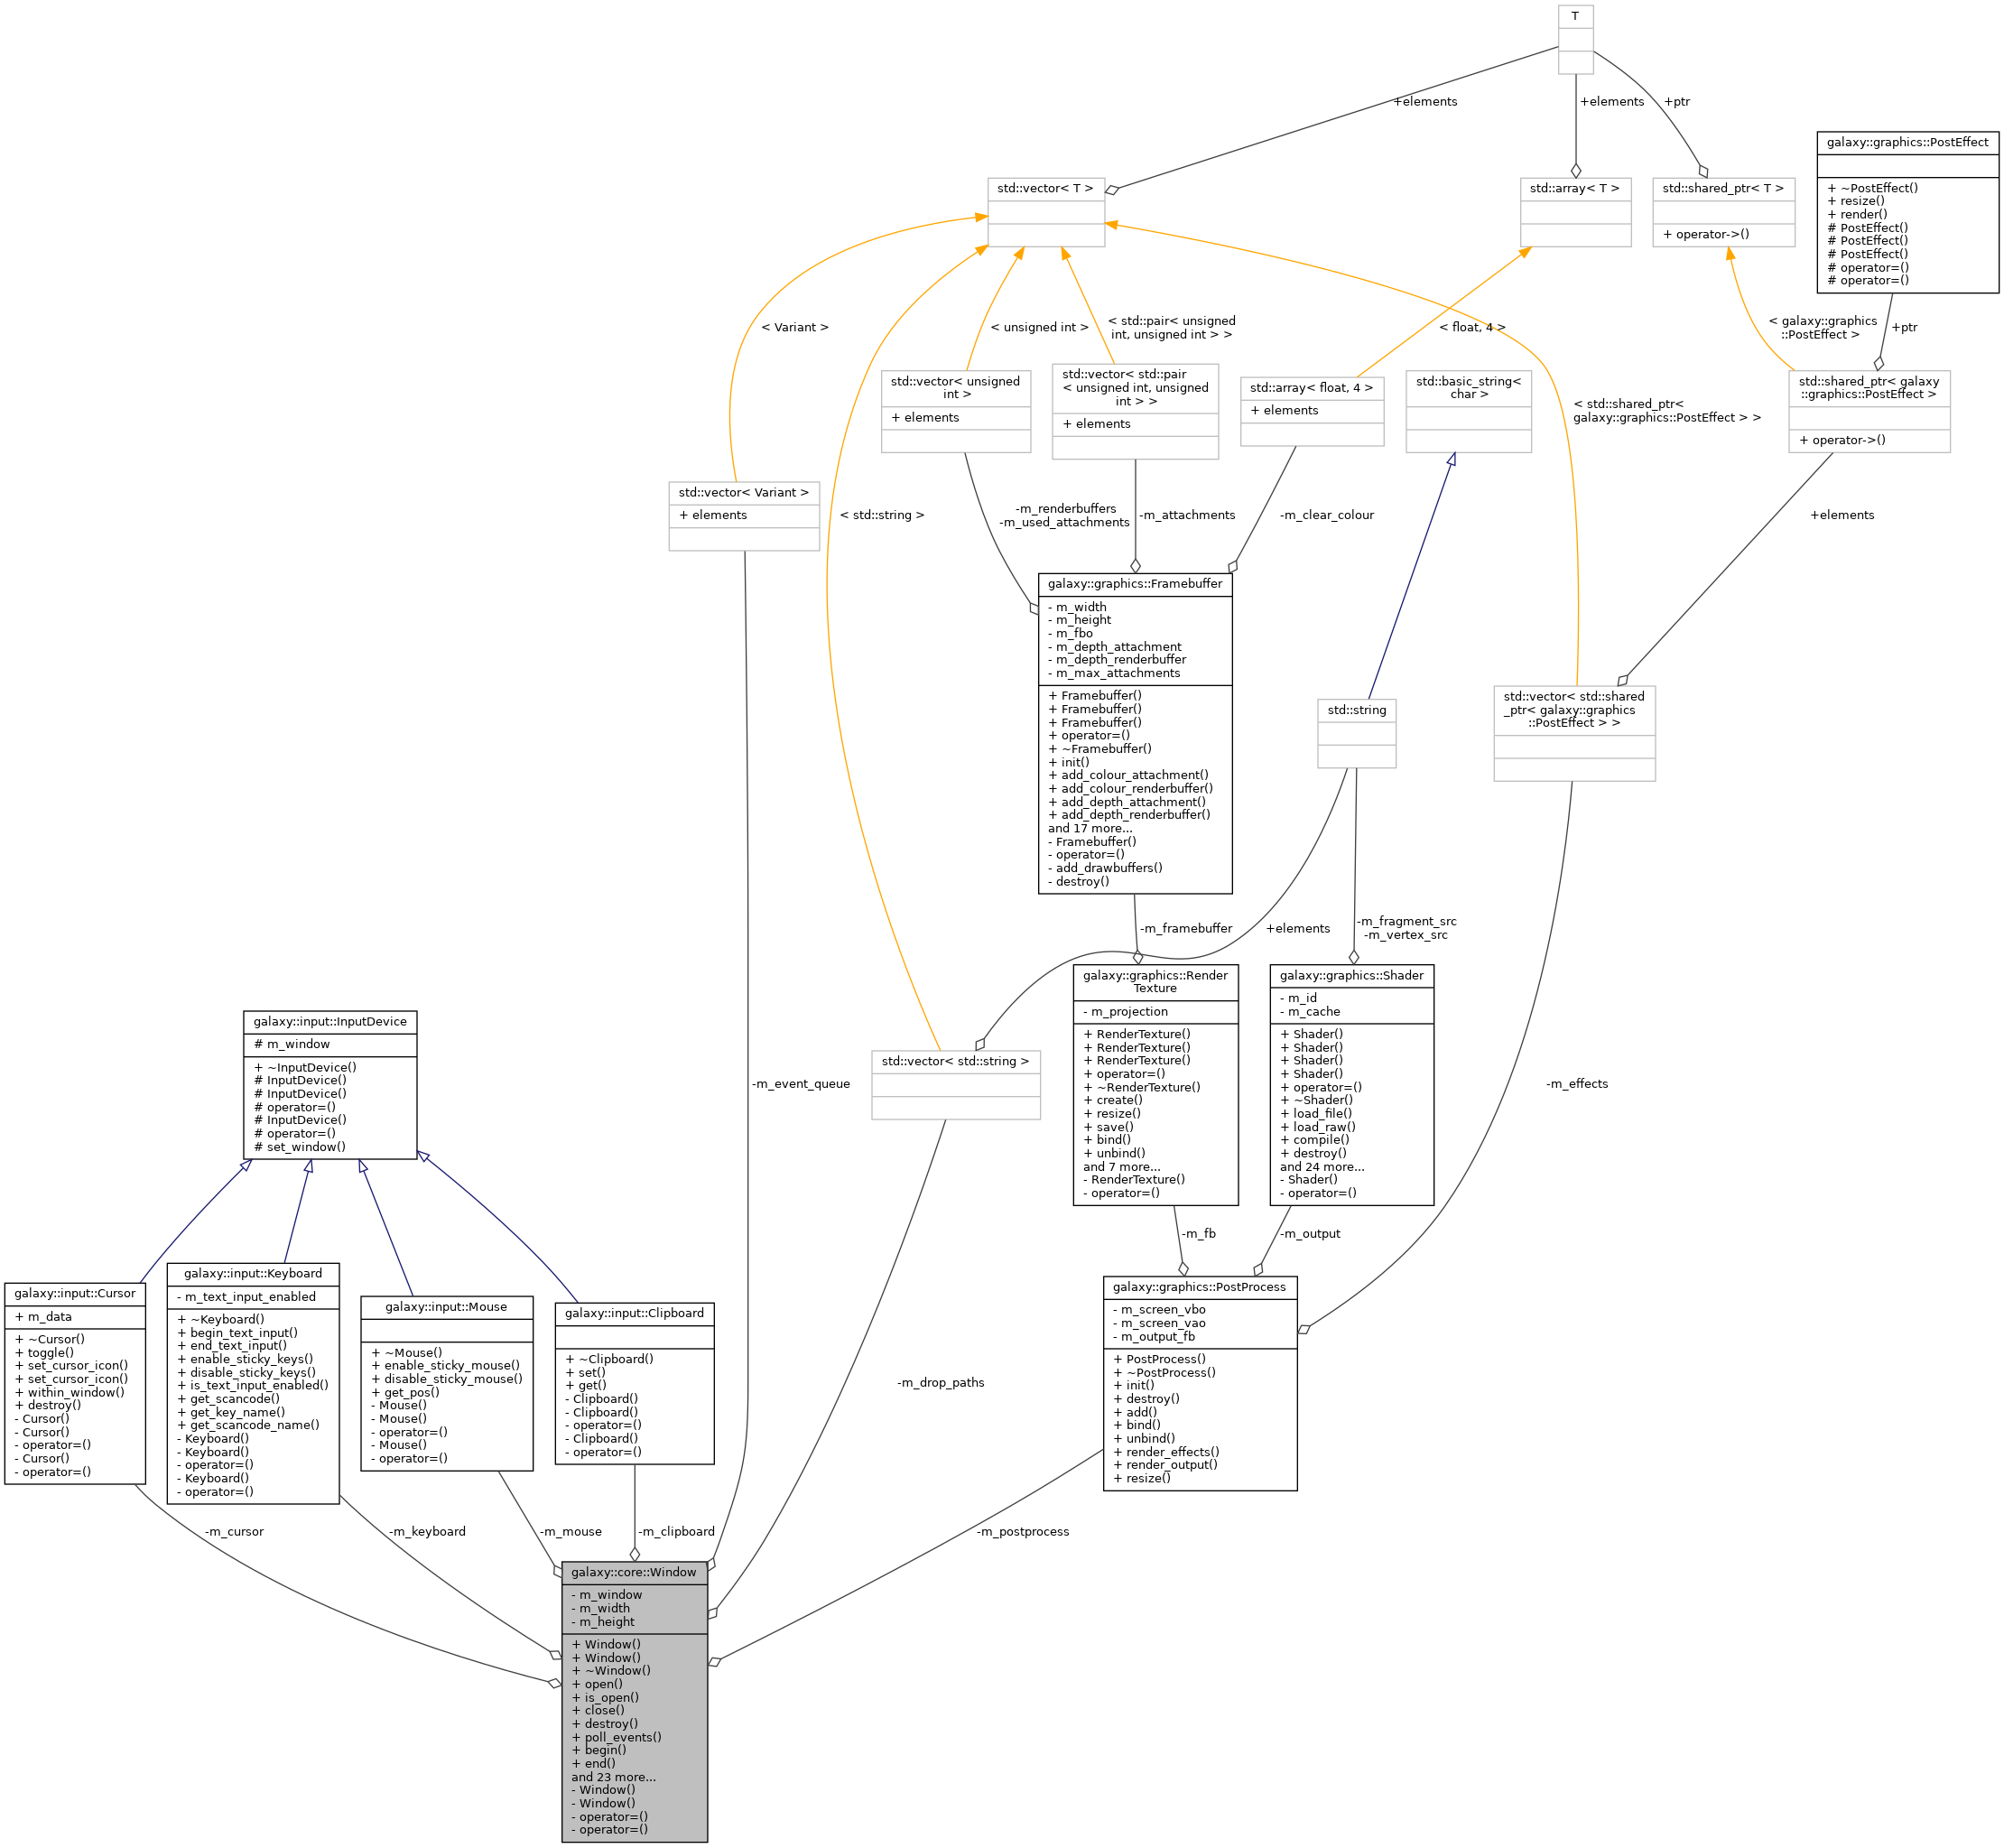 T
+elements
+elements
+ptr
galaxy::graphics::PostEffect
+ ~PostEffect()
+ resize()
+ render()
# PostEffect()
# PostEffect()
# PostEffect()
# operator=()
# operator=()
std::vector< T >
std::array< T >
std::shared_ptr< T >
+ operator->()
< Variant >
< unsigned int >
< std::pair< unsigned
int, unsigned int > >
< float, 4 >
< galaxy::graphics
::PostEffect >
+ptr
std::vector< unsigned
int >
+ elements
std::vector< std::pair
< unsigned int, unsigned
int > >
+ elements
std::array< float, 4 >
+ elements
std::basic_string<
char >
< std::shared_ptr<
galaxy::graphics::PostEffect > >
std::shared_ptr< galaxy
::graphics::PostEffect >
+ operator->()
std::vector< Variant >
+ elements
< std::string >
-m_renderbuffers
-m_used_attachments
-m_attachments
-m_clear_colour
+elements
galaxy::graphics::Framebuffer
- m_width
- m_height
- m_fbo
- m_depth_attachment
- m_depth_renderbuffer
- m_max_attachments
+ Framebuffer()
+ Framebuffer()
+ Framebuffer()
+ operator=()
+ ~Framebuffer()
+ init()
+ add_colour_attachment()
+ add_colour_renderbuffer()
+ add_depth_attachment()
+ add_depth_renderbuffer()
and 17 more...
- Framebuffer()
- operator=()
- add_drawbuffers()
- destroy()
std::string
std::vector< std::shared
_ptr< galaxy::graphics
::PostEffect > >
-m_framebuffer
+elements
-m_fragment_src
-m_vertex_src
galaxy::graphics::Render
Texture
- m_projection
+ RenderTexture()
+ RenderTexture()
+ RenderTexture()
+ operator=()
+ ~RenderTexture()
+ create()
+ resize()
+ save()
+ bind()
+ unbind()
and 7 more...
- RenderTexture()
- operator=()
galaxy::graphics::Shader
- m_id
- m_cache
+ Shader()
+ Shader()
+ Shader()
+ Shader()
+ operator=()
+ ~Shader()
+ load_file()
+ load_raw()
+ compile()
+ destroy()
and 24 more...
- Shader()
- operator=()
galaxy::input::InputDevice
# m_window
+ ~InputDevice()
# InputDevice()
# InputDevice()
# operator=()
# InputDevice()
# operator=()
# set_window()
-m_event_queue
std::vector< std::string >
-m_effects
-m_fb
-m_output
galaxy::input::Cursor
+ m_data
+ ~Cursor()
+ toggle()
+ set_cursor_icon()
+ set_cursor_icon()
+ within_window()
+ destroy()
- Cursor()
- Cursor()
- operator=()
- Cursor()
- operator=()
galaxy::input::Keyboard
- m_text_input_enabled
+ ~Keyboard()
+ begin_text_input()
+ end_text_input()
+ enable_sticky_keys()
+ disable_sticky_keys()
+ is_text_input_enabled()
+ get_scancode()
+ get_key_name()
+ get_scancode_name()
- Keyboard()
- Keyboard()
- operator=()
- Keyboard()
- operator=()
galaxy::input::Mouse
+ ~Mouse()
+ enable_sticky_mouse()
+ disable_sticky_mouse()
+ get_pos()
- Mouse()
- Mouse()
- operator=()
- Mouse()
- operator=()
galaxy::input::Clipboard
+ ~Clipboard()
+ set()
+ get()
- Clipboard()
- Clipboard()
- operator=()
- Clipboard()
- operator=()
galaxy::graphics::PostProcess
- m_screen_vbo
- m_screen_vao
- m_output_fb
+ PostProcess()
+ ~PostProcess()
+ init()
+ destroy()
+ add()
+ bind()
+ unbind()
+ render_effects()
+ render_output()
+ resize()
-m_drop_paths
-m_cursor
-m_keyboard
-m_mouse
-m_clipboard
-m_postprocess
galaxy::core::Window
- m_window
- m_width
- m_height
+ Window()
+ Window()
+ ~Window()
+ open()
+ is_open()
+ close()
+ destroy()
+ poll_events()
+ begin()
+ end()
and 23 more...
- Window()
- Window()
- operator=()
- operator=()